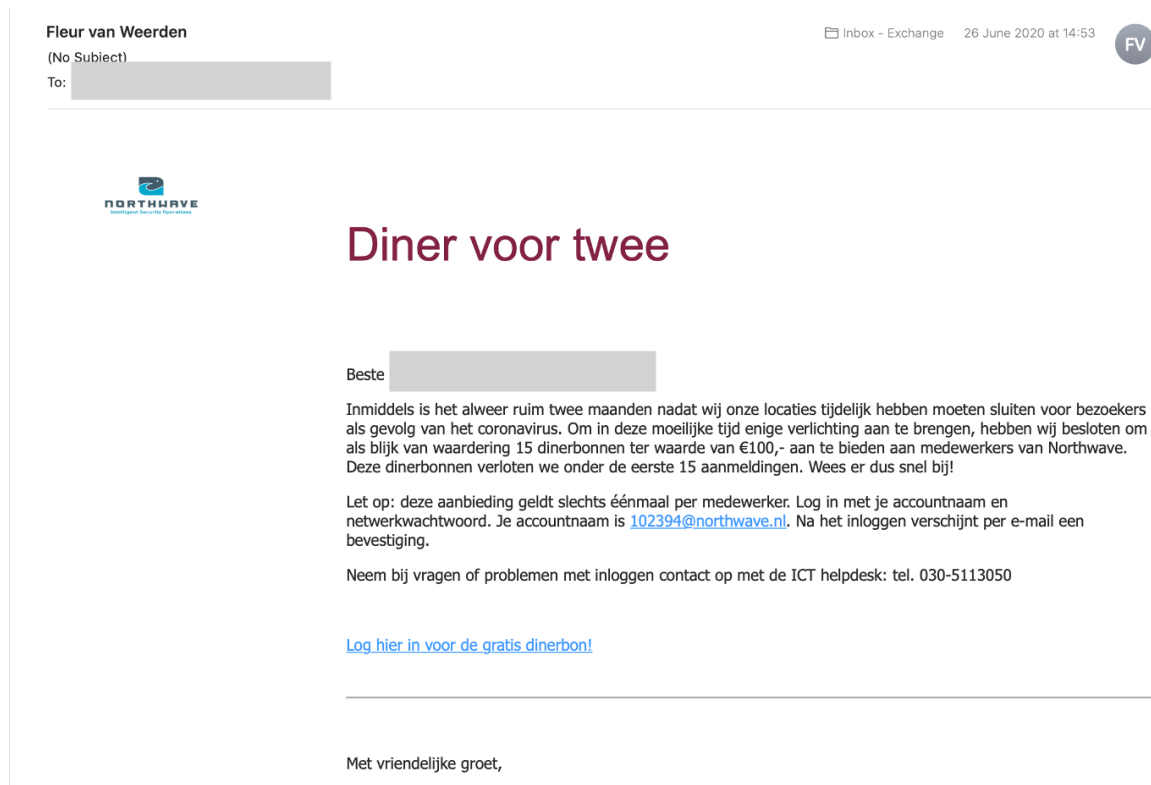 Fleur van Weerden
Inbox - Exchange 26 June 2020 at 14:53
FV
(No Subject)
To:
NORTHWAVE
Intelligent Security Operations
Diner voor twee
Beste
Inmiddels is het alweer ruim twee maanden nadat wij onze locaties tijdelijk hebben moeten sluiten voor bezoekers
als gevolg van het coronavirus. Om in deze moeilijke tijd enige verlichting aan te brengen, hebben wij besloten om
als blijk van waardering 15 dinerbonnen ter waarde van €100,- aan te bieden aan medewerkers van Northwave.
Deze dinerbonnen verloten we onder de eerste 15 aanmeldingen. Wees er dus snel bij!
Let op: deze aanbieding geldt slechts éénmaal per medewerker. Log in met je accountnaam en
netwerkwachtwoord. Je accountnaam is 102394@northwave.nl. Na het inloggen verschijnt per e-mail een
bevestiging.
Neem bij vragen of problemen met inloggen contact op met de ICT helpdesk: tel. 030-5113050
Log hier in voor de gratis dinerbon!
Met vriendelijke groet,